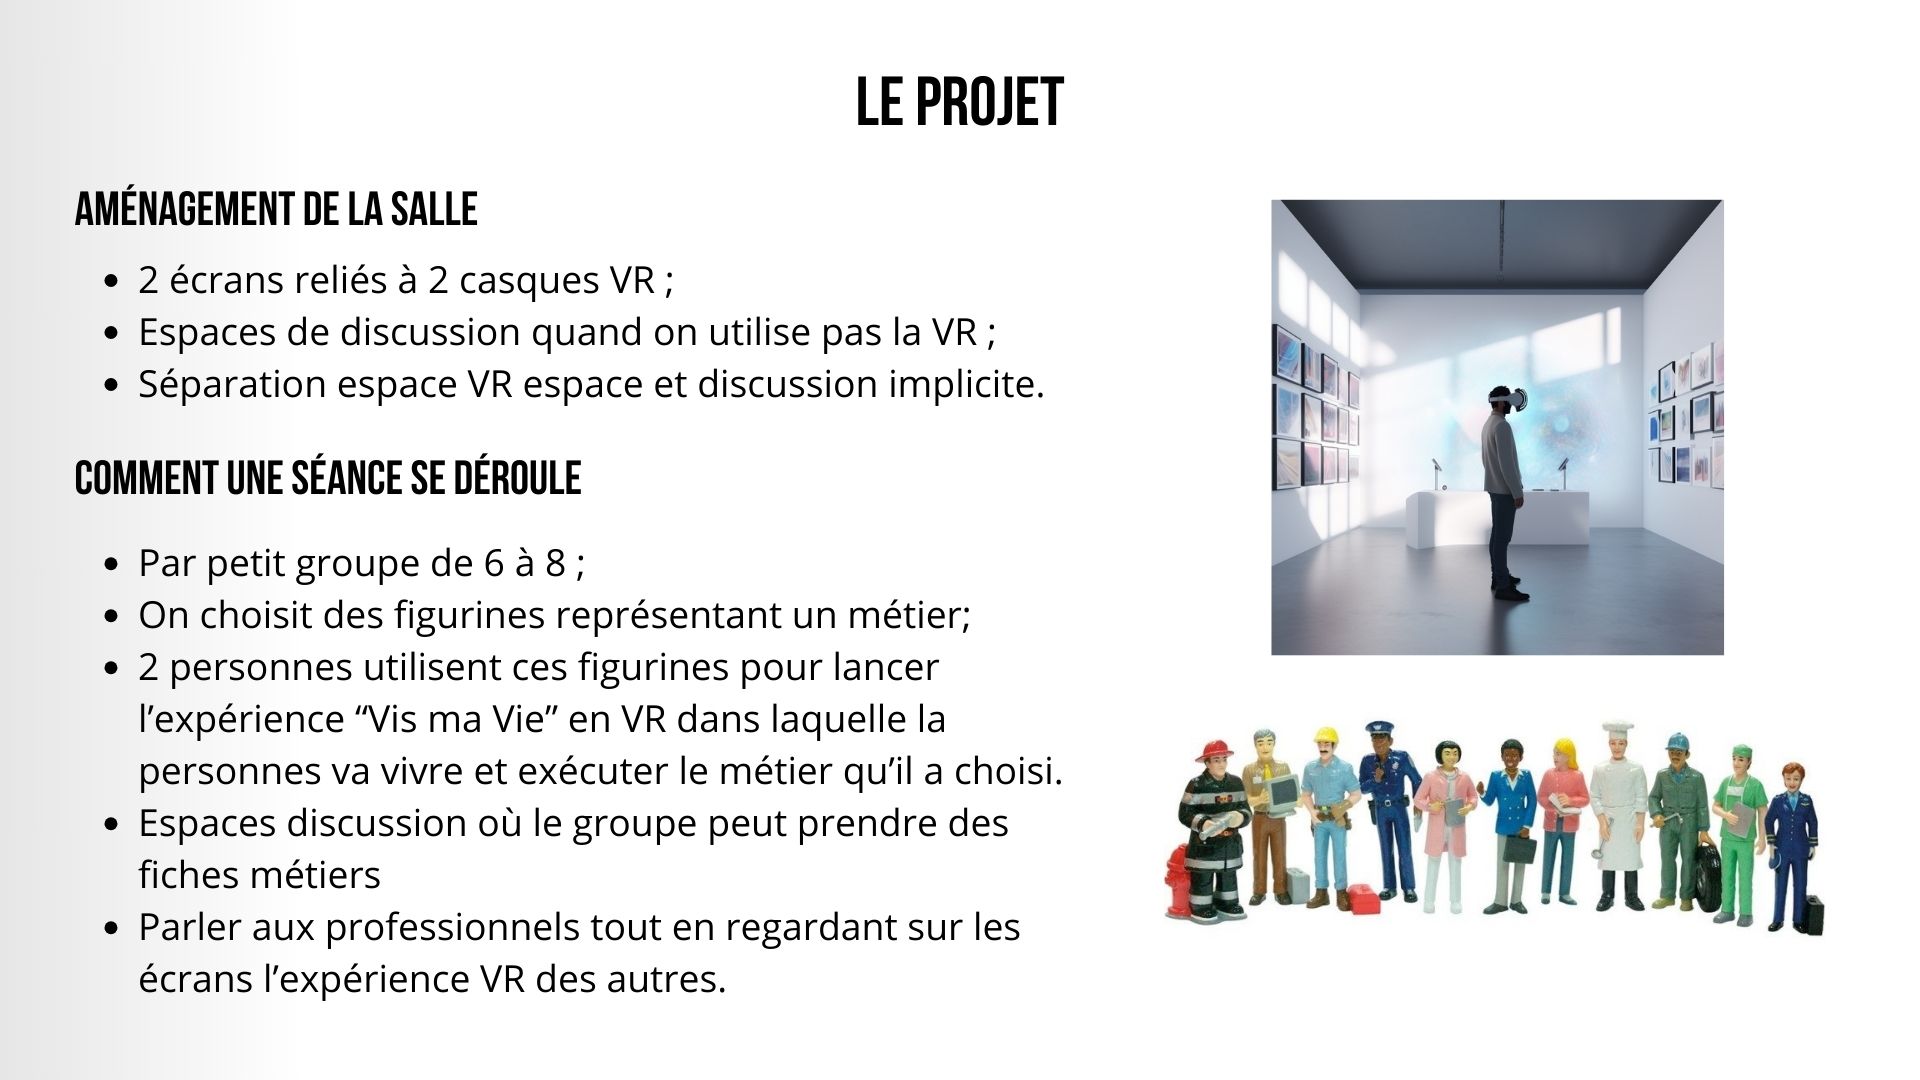 LE PROJET
AMÉNAGEMENT DE LA SALLE
• 2 écrans reliés à 2 casques VR ;
• Espaces de discussion quand on utilise pas la VR ;
• Séparation espace VR espace et discussion implicite.
COMMENT UNE SÉANCE SE DÉROULE
• Par petit groupe de 6 à 8 ;
• On choisit des figurines représentant un métier;
• 2 personnes utilisent ces figurines pour lancer
l’expérience “Vis ma Vie” en VR dans laquelle la
personnes va vivre et exécuter le métier qu’il a choisi.
• Espaces discussion où le groupe peut prendre des
fiches métiers
• Parler aux professionnels tout en regardant sur les
écrans l’expérience VR des autres.